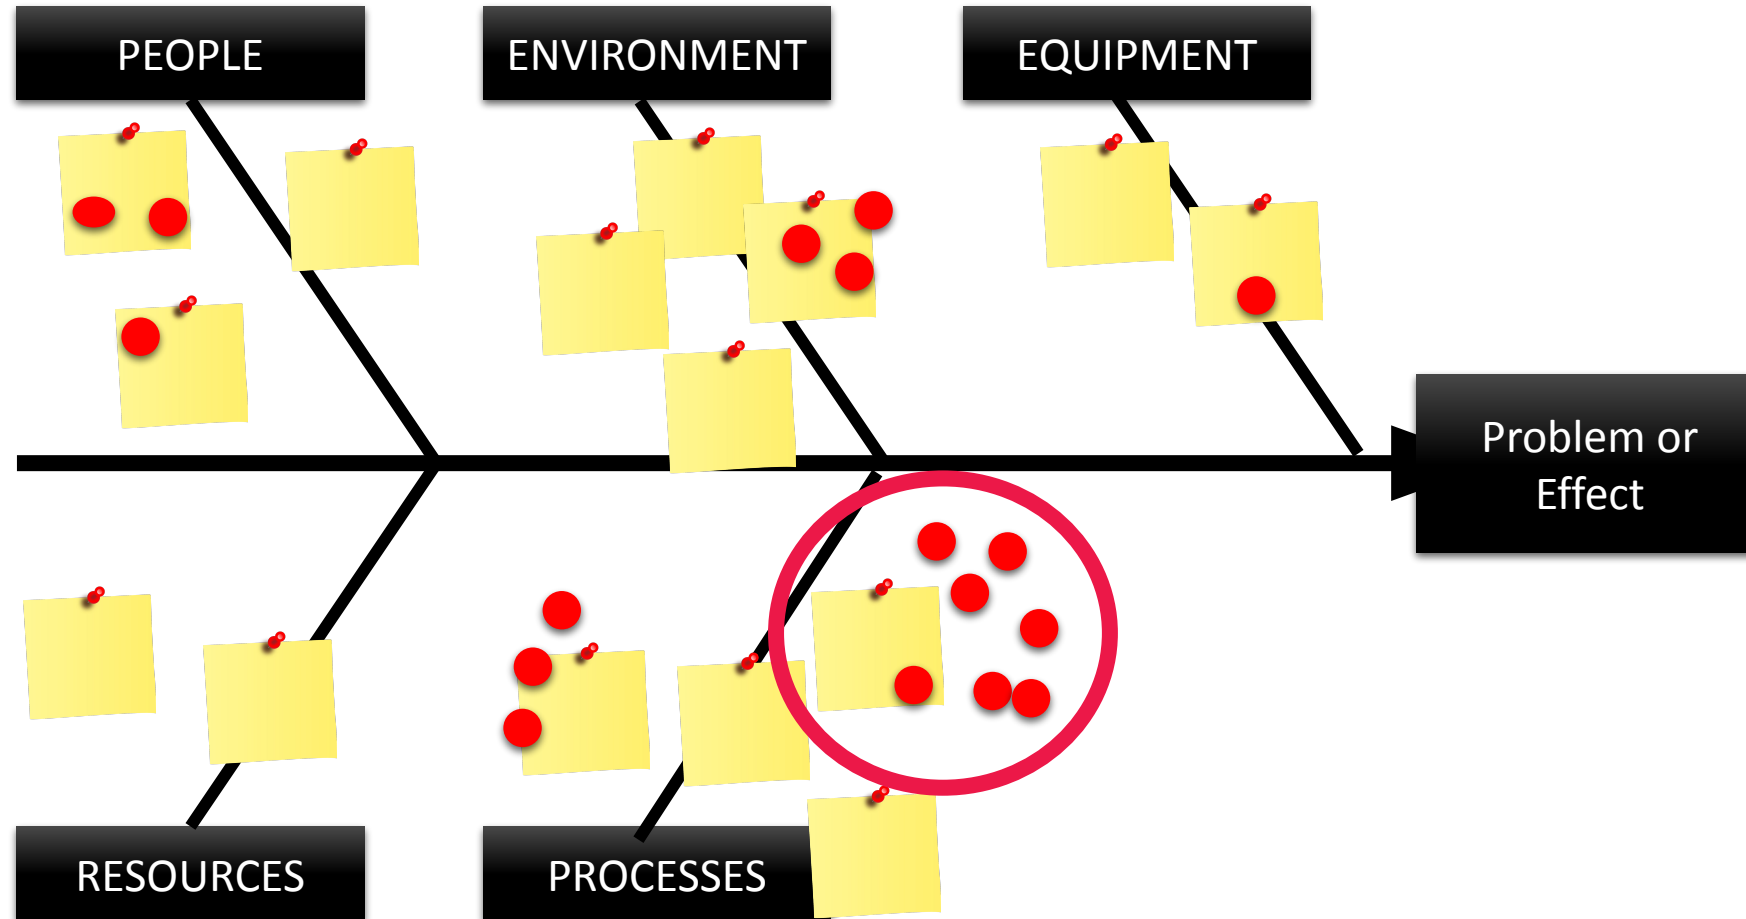 PEOPLE
ENVIRONMENT
EQUIPMENT
Problem or
Effect
RESOURCES
PROCESSES